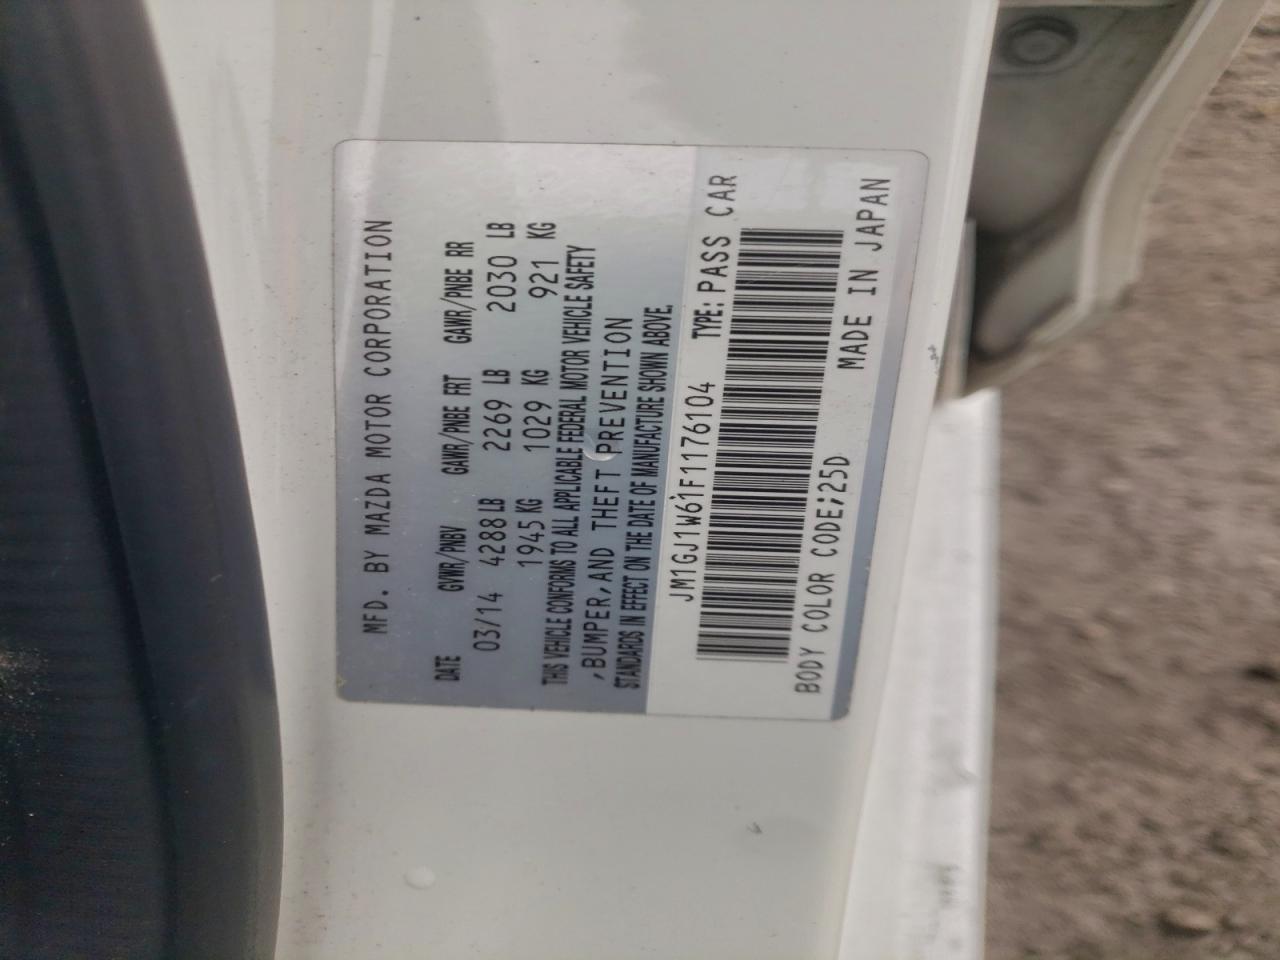 MFD. BY MAZDA MOTOR CORPORATION
DATE GVWR/PNBV GAWR/PNBE FRT GAWR/PNBE RR
03/14 4288 LB 2269 LB 2030 LB
1945 KG 1029 KG 921 KG
THIS VEHICLE CONFORMS TO ALL APPLICABLE FEDERAL MOTOR VEHICLE SAFETY
,BUMPER,AND THEFT PREVENTION
STANDARDS IN EFFECT ON THE DATE OF MANUFACTURE SHOWN ABOVE.
JM1GJ1W61F1176104 TYPE: PASS CAR
BODY COLOR CODE;25D MADE IN JAPAN